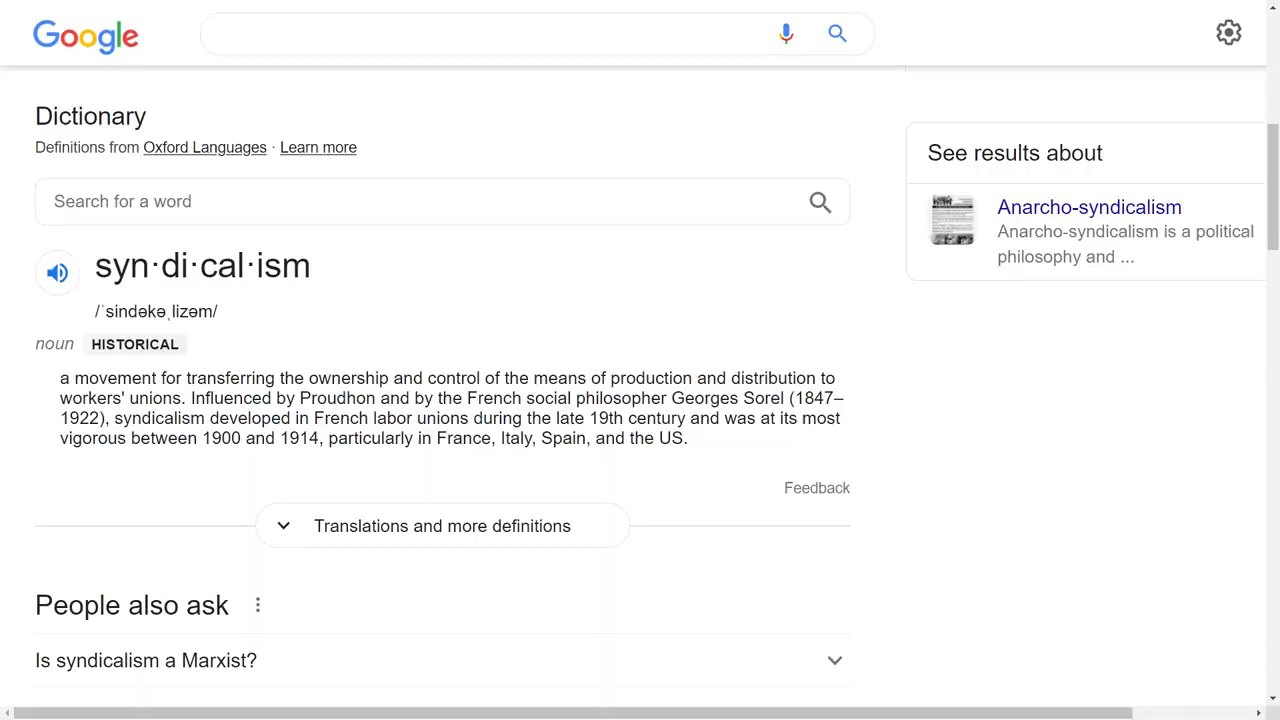 Google
Dictionary
Definitions from Oxford Languages · Learn more
Search for a word
syn·di·cal·ism
/ˈsindəkəˌlizəm/
noun HISTORICAL
a movement for transferring the ownership and control of the means of production and distribution to
workers' unions. Influenced by Proudhon and by the French social philosopher Georges Sorel (1847–
1922), syndicalism developed in French labor unions during the late 19th century and was at its most
vigorous between 1900 and 1914, particularly in France, Italy, Spain, and the US.
Feedback
Translations and more definitions
People also ask
Is syndicalism a Marxist?
See results about
Anarcho-syndicalism
Anarcho-syndicalism is a political
philosophy and ...